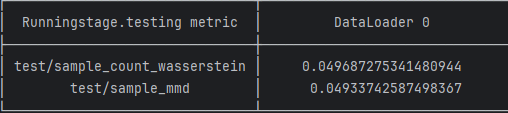 Runningstage.testing metric DataLoader 0
test/sample_count_wasserstein 0.049687275341480944
test/sample_mmd 0.04933742587498367